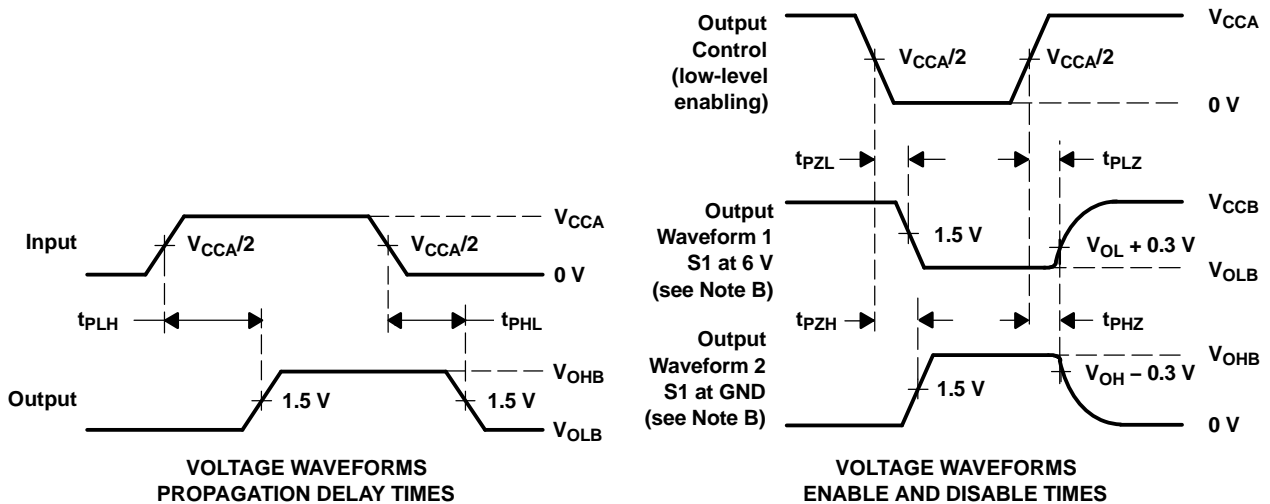 Input
V_CCA/2
V_CCA/2
V_CCA
0 V
t_PLH
t_PHL
Output
1.5 V
1.5 V
V_OHB
V_OLB
VOLTAGE WAVEFORMS
PROPAGATION DELAY TIMES
Output
Control
(low-level
enabling)
V_CCA/2
V_CCA/2
V_CCA
0 V
t_PZL
t_PLZ
Output
Waveform 1
S1 at 6 V
(see Note B)
1.5 V
V_CCB
V_OL + 0.3 V
V_OLB
t_PZH
t_PHZ
Output
Waveform 2
S1 at GND
(see Note B)
1.5 V
V_OHB
V_OH – 0.3 V
0 V
VOLTAGE WAVEFORMS
ENABLE AND DISABLE TIMES